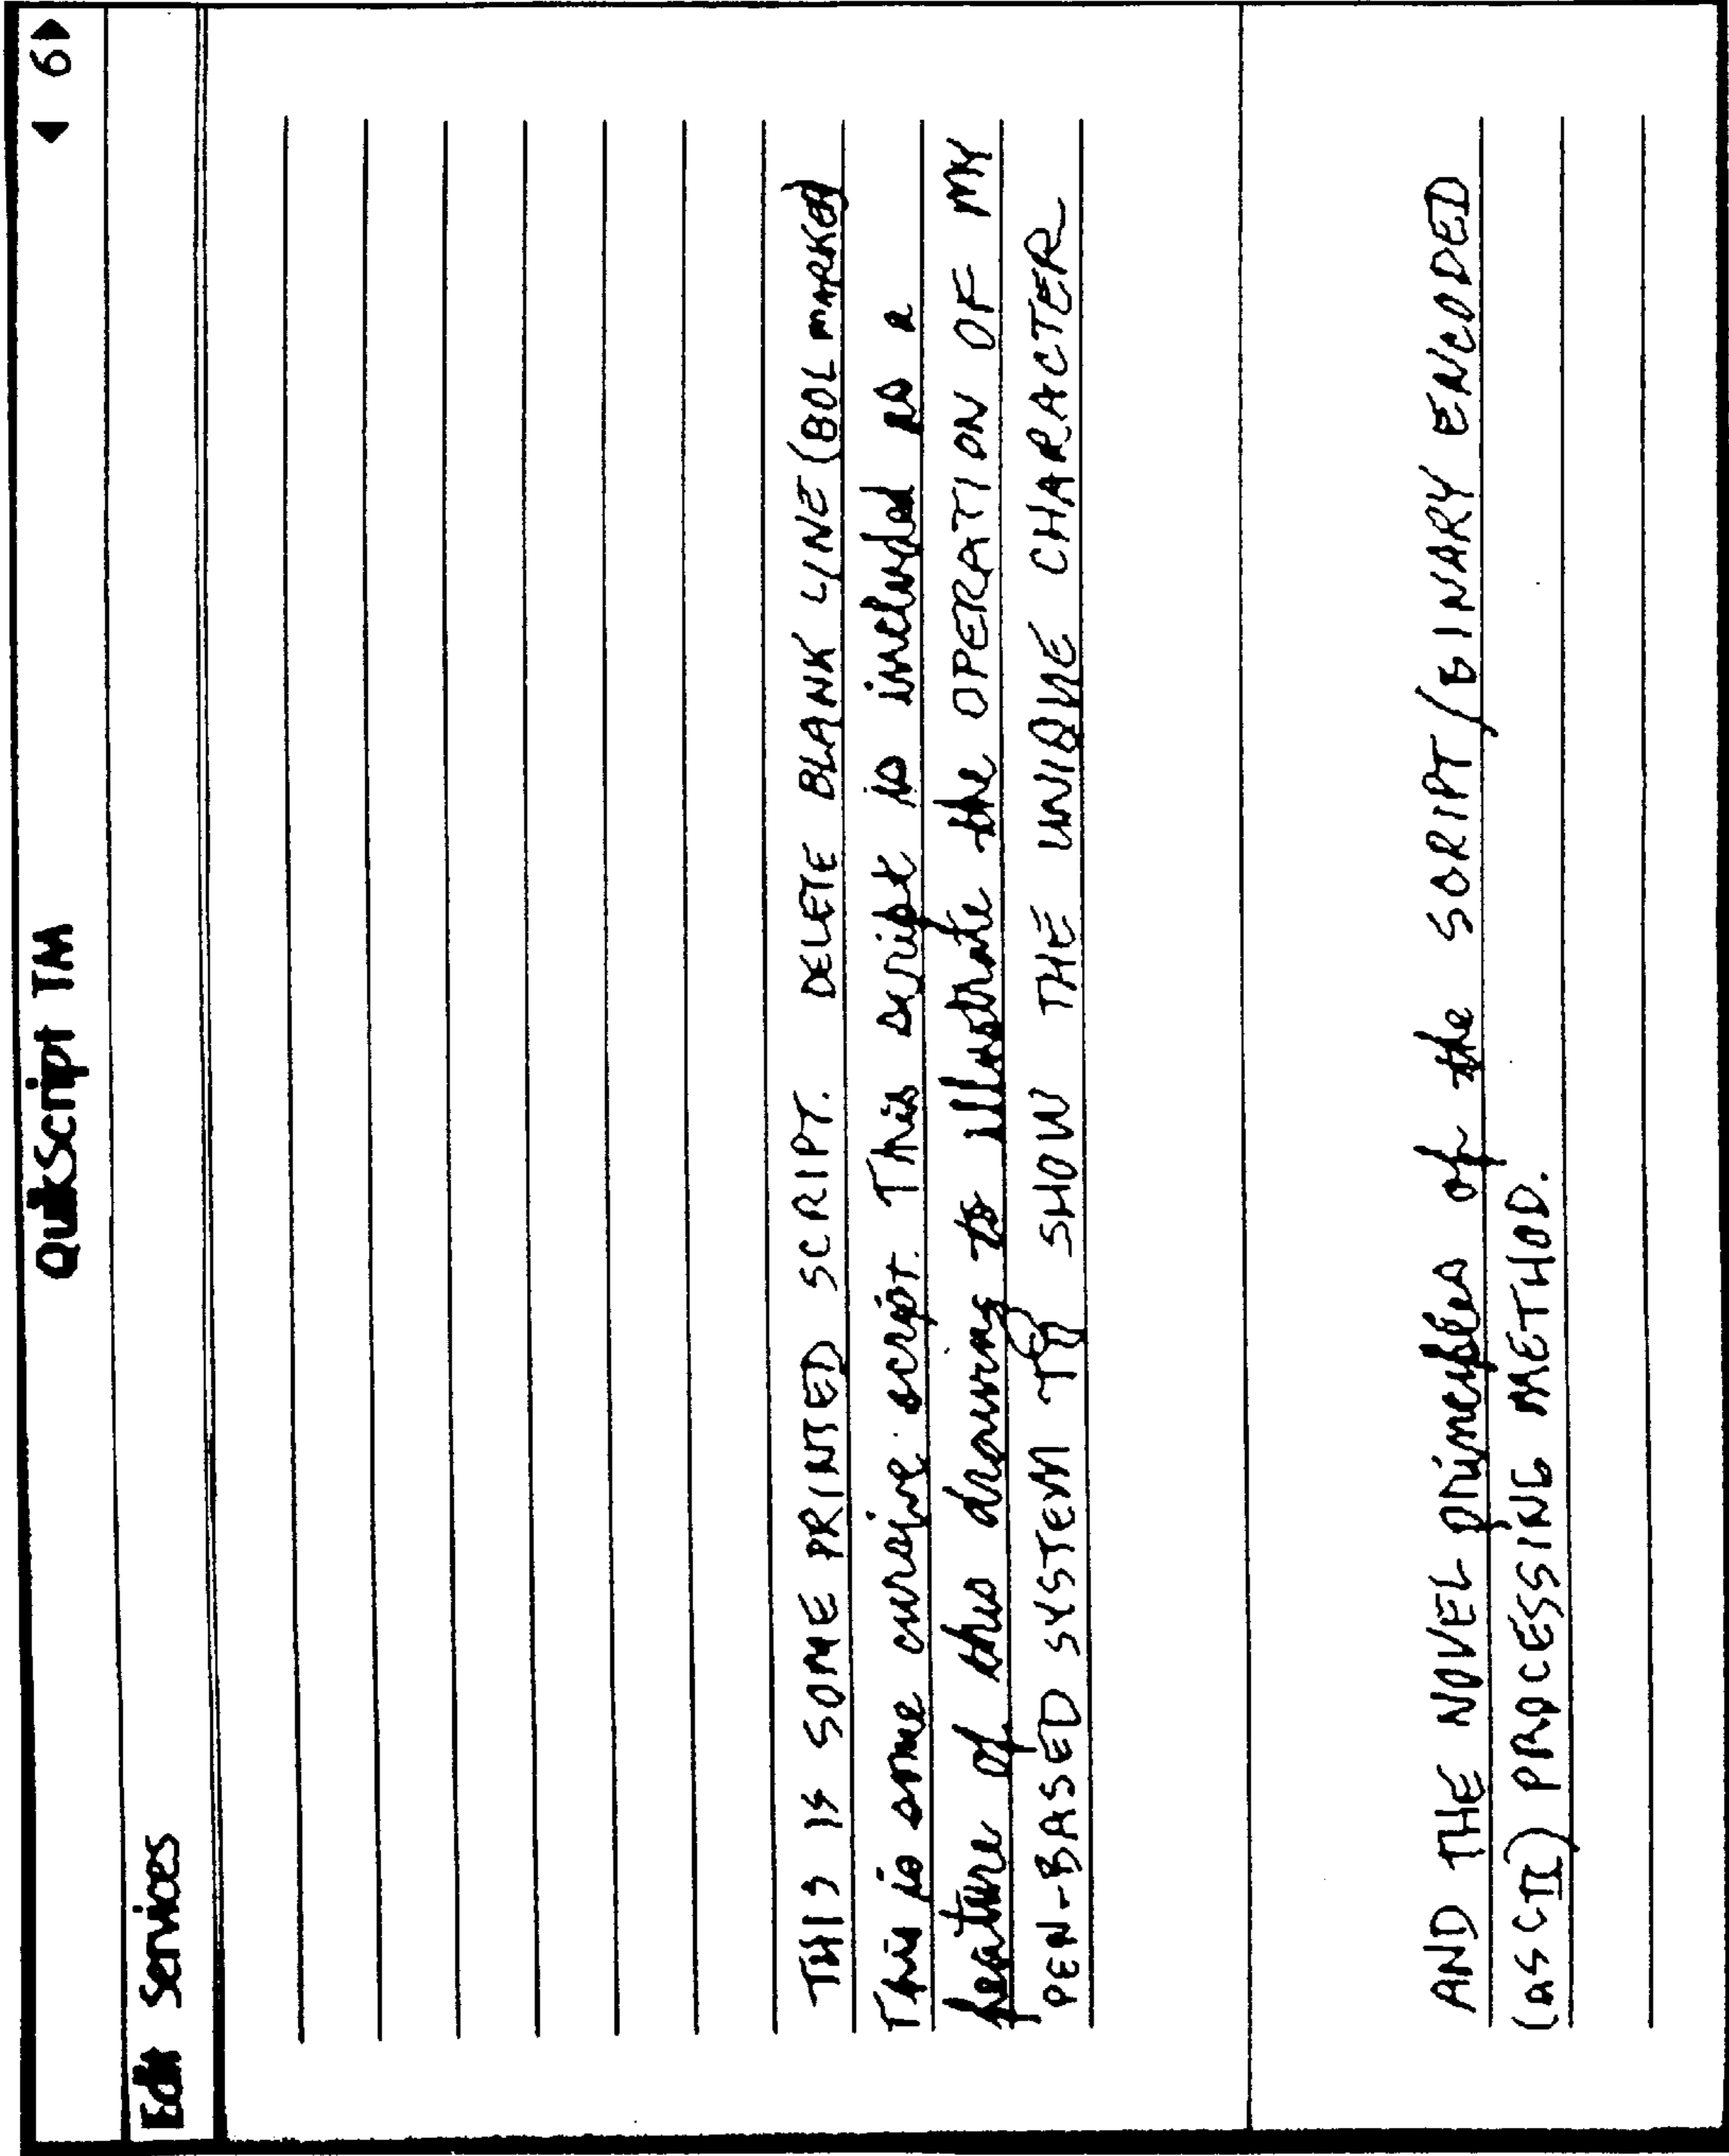 QuikScript TM ◀ 6▶
Edit Services
THIS IS SOME PRINTED SCRIPT. DELETE BLANK LINE (BOL MARKER)
This is some cursive script. This script is included as a
feature of this drawing to illustrate the OPERATION OF MY
PEN-BASED SYSTEM TO SHOW THE UNIQUE CHARACTER
AND THE NOVEL principles of the SCRIPT/BINARY ENCODED
(ASCII) PROCESSING METHOD.